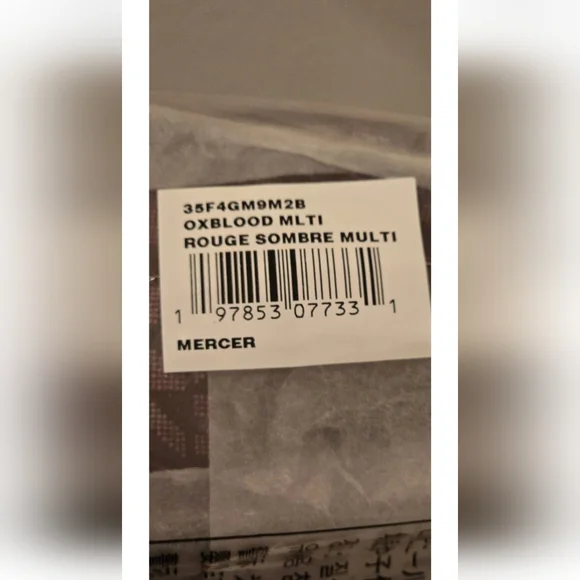 35F4GM9M2B
OXBLOOD MLTI
ROUGE SOMBRE MULTI
1 97853 07733 1
MERCER